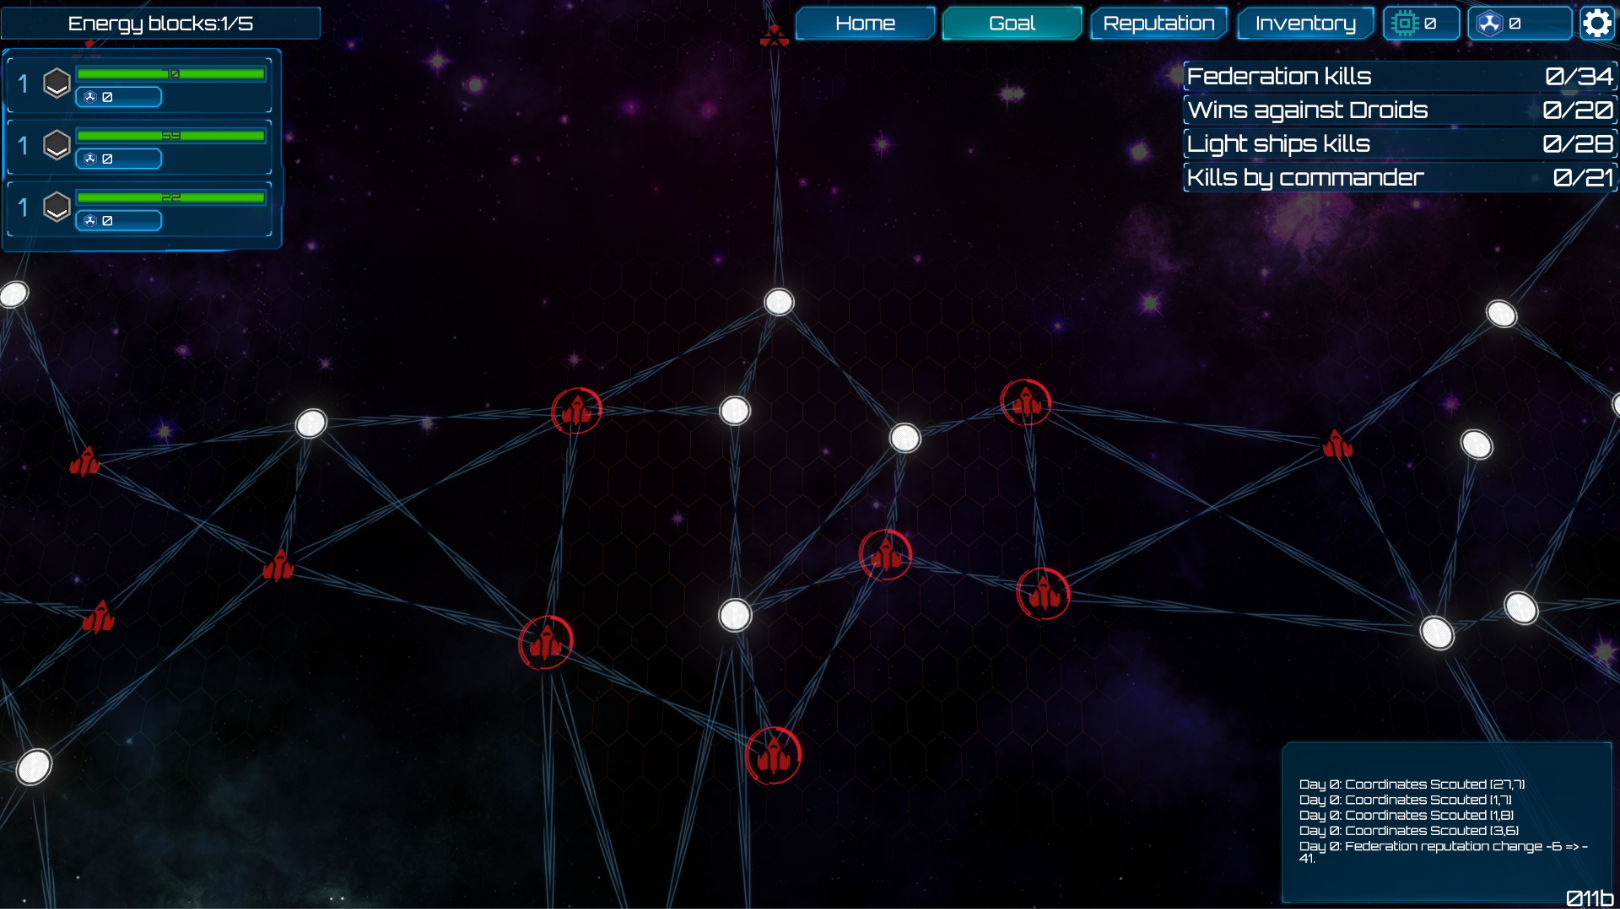 Energy blocks:1/5
Home
Goal
Reputation
Inventory
0
0
1
70
0
1
59
0
1
22
0
Federation kills 0/34
Wins against Droids 0/20
Light ships kills 0/28
Kills by commander 0/21
Day 0: Coordinates Scouted [27,7]
Day 0: Coordinates Scouted [1,7]
Day 0: Coordinates Scouted [1,8]
Day 0: Coordinates Scouted [3,6]
Day 0: Federation reputation change -6 => -
41.
011b